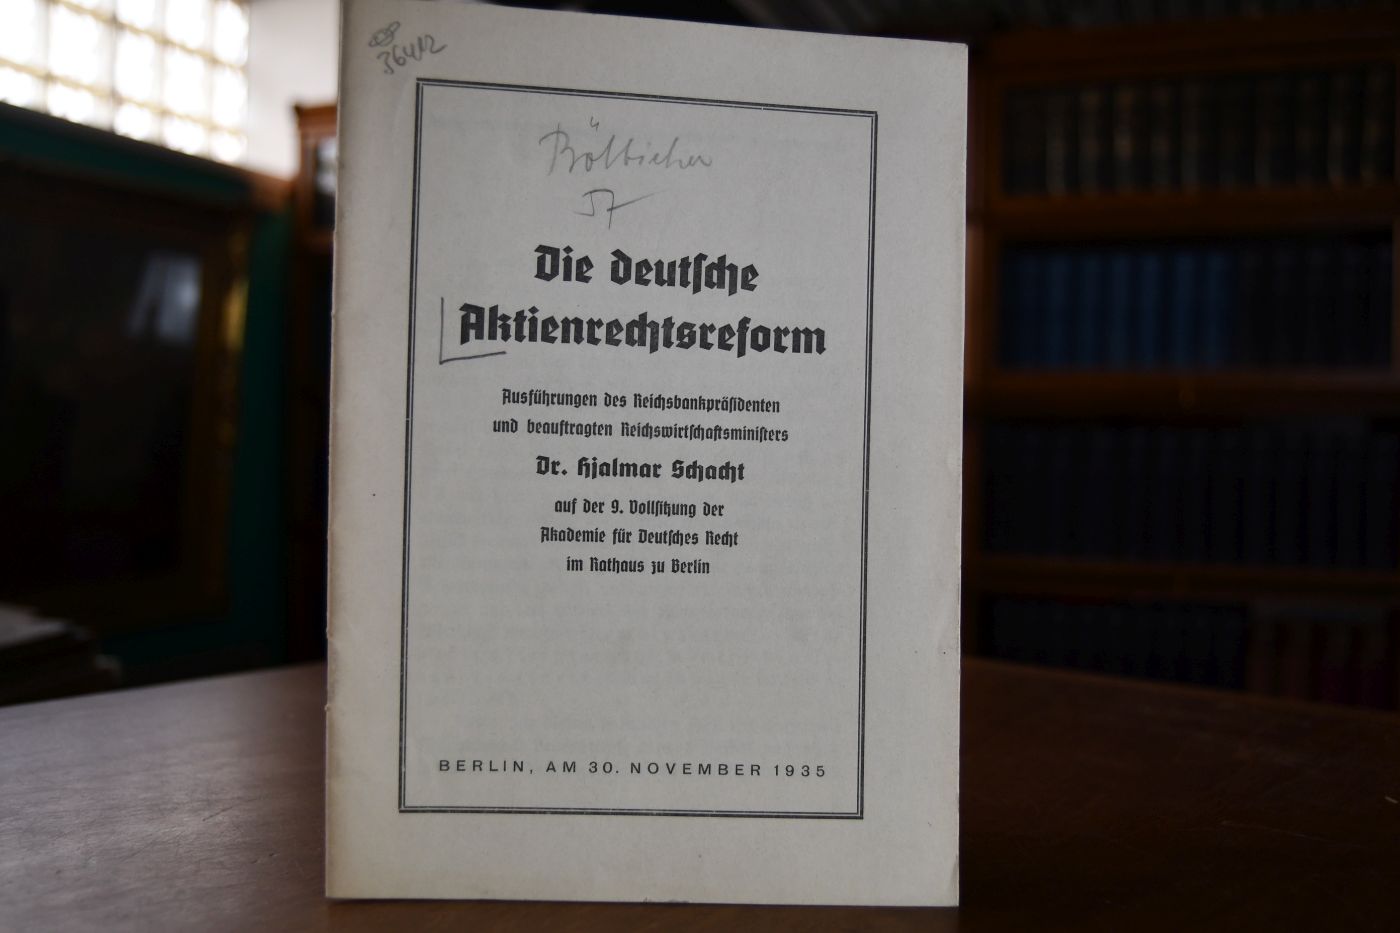 Die deutsche
Aktienrechtsreform
Ausführungen des Reichsbankpräsidenten
und beauftragten Reichswirtschaftsministers
Dr. Hjalmar Schacht
auf der 9. Vollsitzung der
Akademie für Deutsches Recht
im Rathaus zu Berlin
BERLIN, AM 30. NOVEMBER 1935